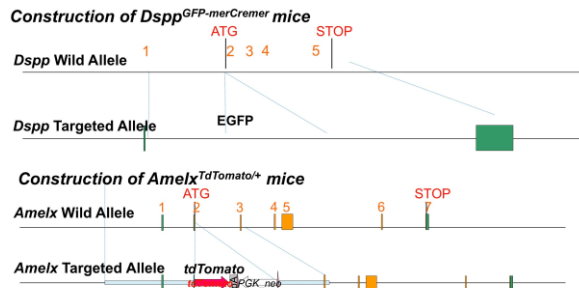 Construction of Dspp GFP-merCremer mice
ATG STOP
1 2 3 4 5
Dspp Wild Allele
EGFP
Dspp Targeted Allele
Construction of Amelx TdTomato/+ mice
ATG STOP
1 2 3 4 5 6 7
Amelx Wild Allele
Amelx Targeted Allele tdTomato
PGK neo